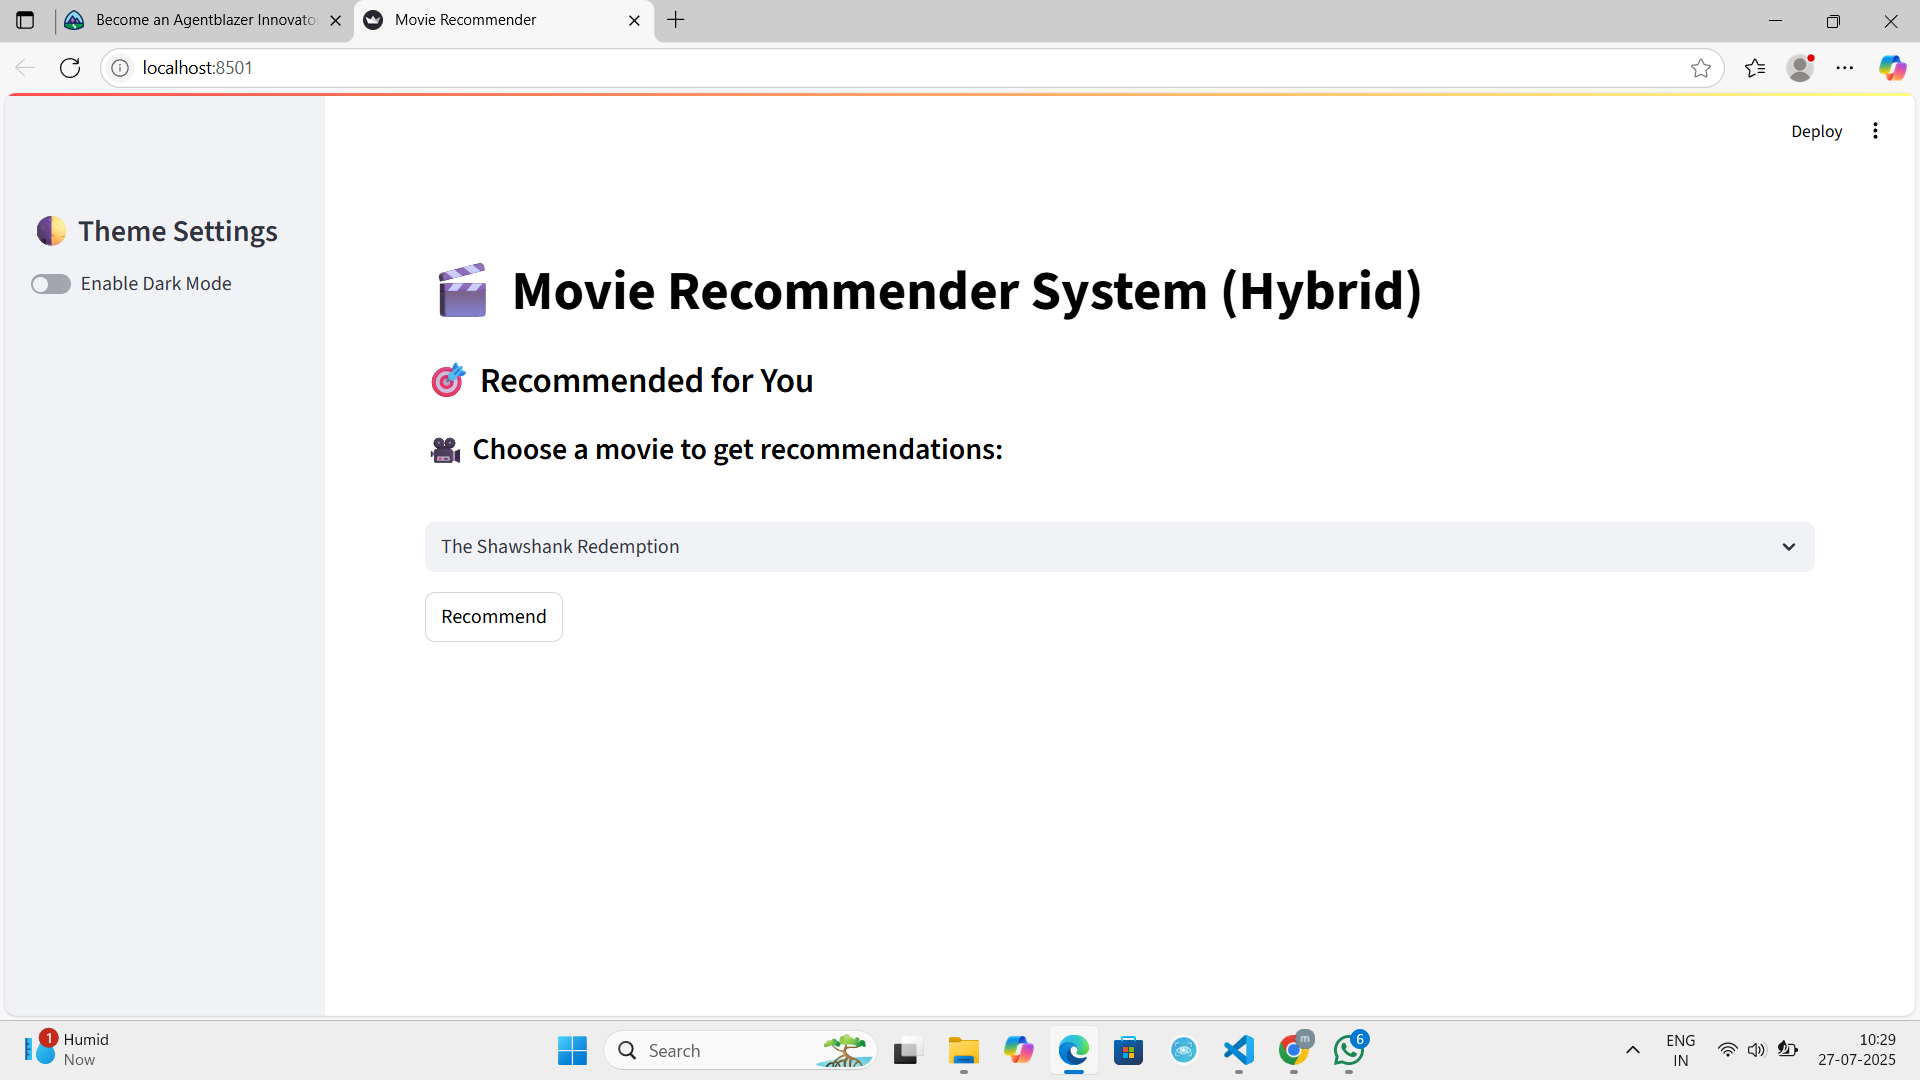 Become an Agentblazer Innovator
Movie Recommender
localhost:8501
Deploy
Theme Settings
Enable Dark Mode
Movie Recommender System (Hybrid)
Recommended for You
Choose a movie to get recommendations:
The Shawshank Redemption
Recommend
1
Humid
Now
Search
m
6
ENG
IN
10:29
27-07-2025